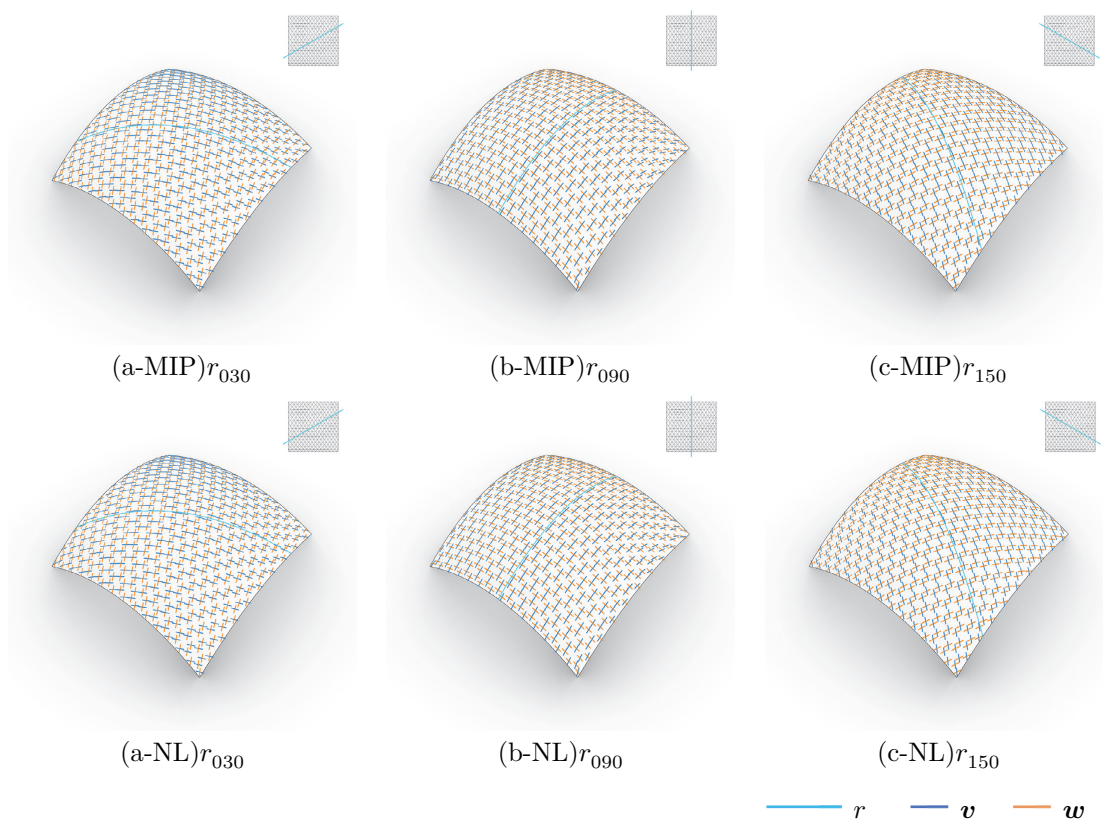 (a-MIP)r₀₃₀ (b-MIP)r₀₉₀ (c-MIP)r₁₅₀
(a-NL)r₀₃₀ (b-NL)r₀₉₀ (c-NL)r₁₅₀
r v w